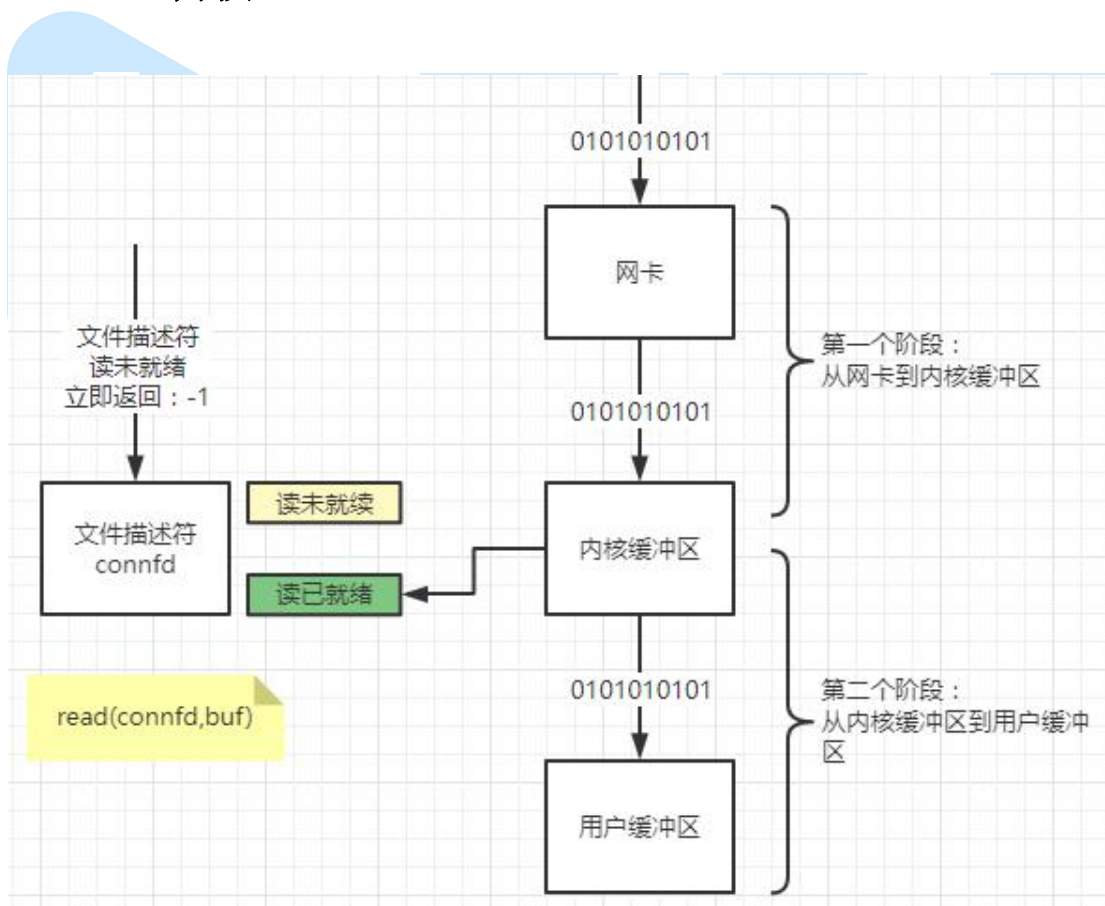 0101010101
网卡
文件描述符
读未就绪
立即返回：-1
第一个阶段：
从网卡到内核缓冲区
0101010101
读未就续
文件描述符
connfd
内核缓冲区
读已就绪
read(connfd,buf)
0101010101
第二个阶段：
从内核缓冲区到用户缓冲
区
用户缓冲区